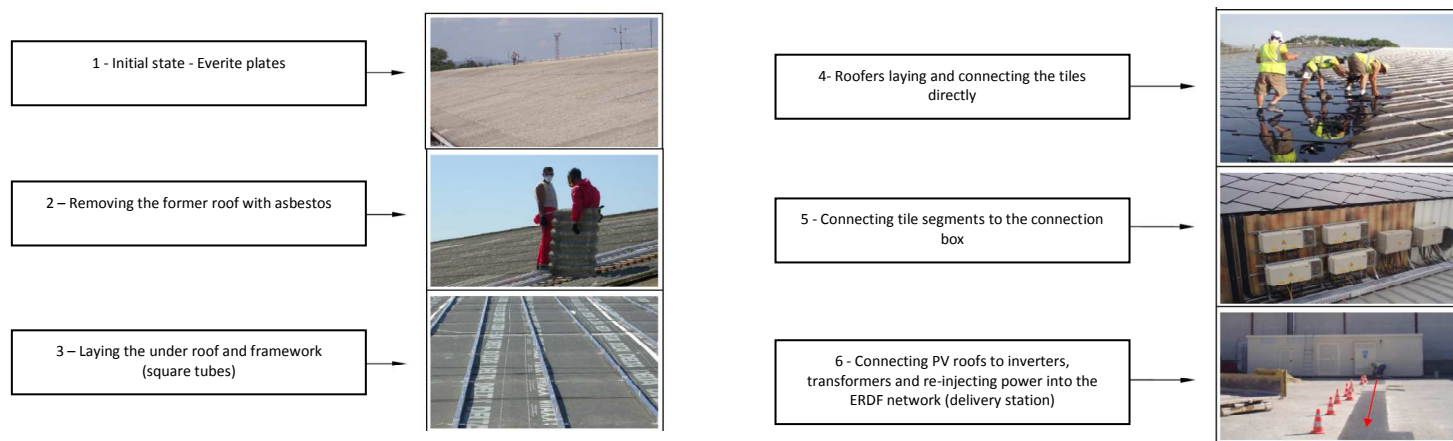 1 - Initial state - Everite plates
2 – Removing the former roof with asbestos
3 – Laying the under roof and framework
(square tubes)
4- Roofers laying and connecting the tiles
directly
5 - Connecting tile segments to the connection
box
6 - Connecting PV roofs to inverters,
transformers and re-injecting power into the
ERDF network (delivery station)